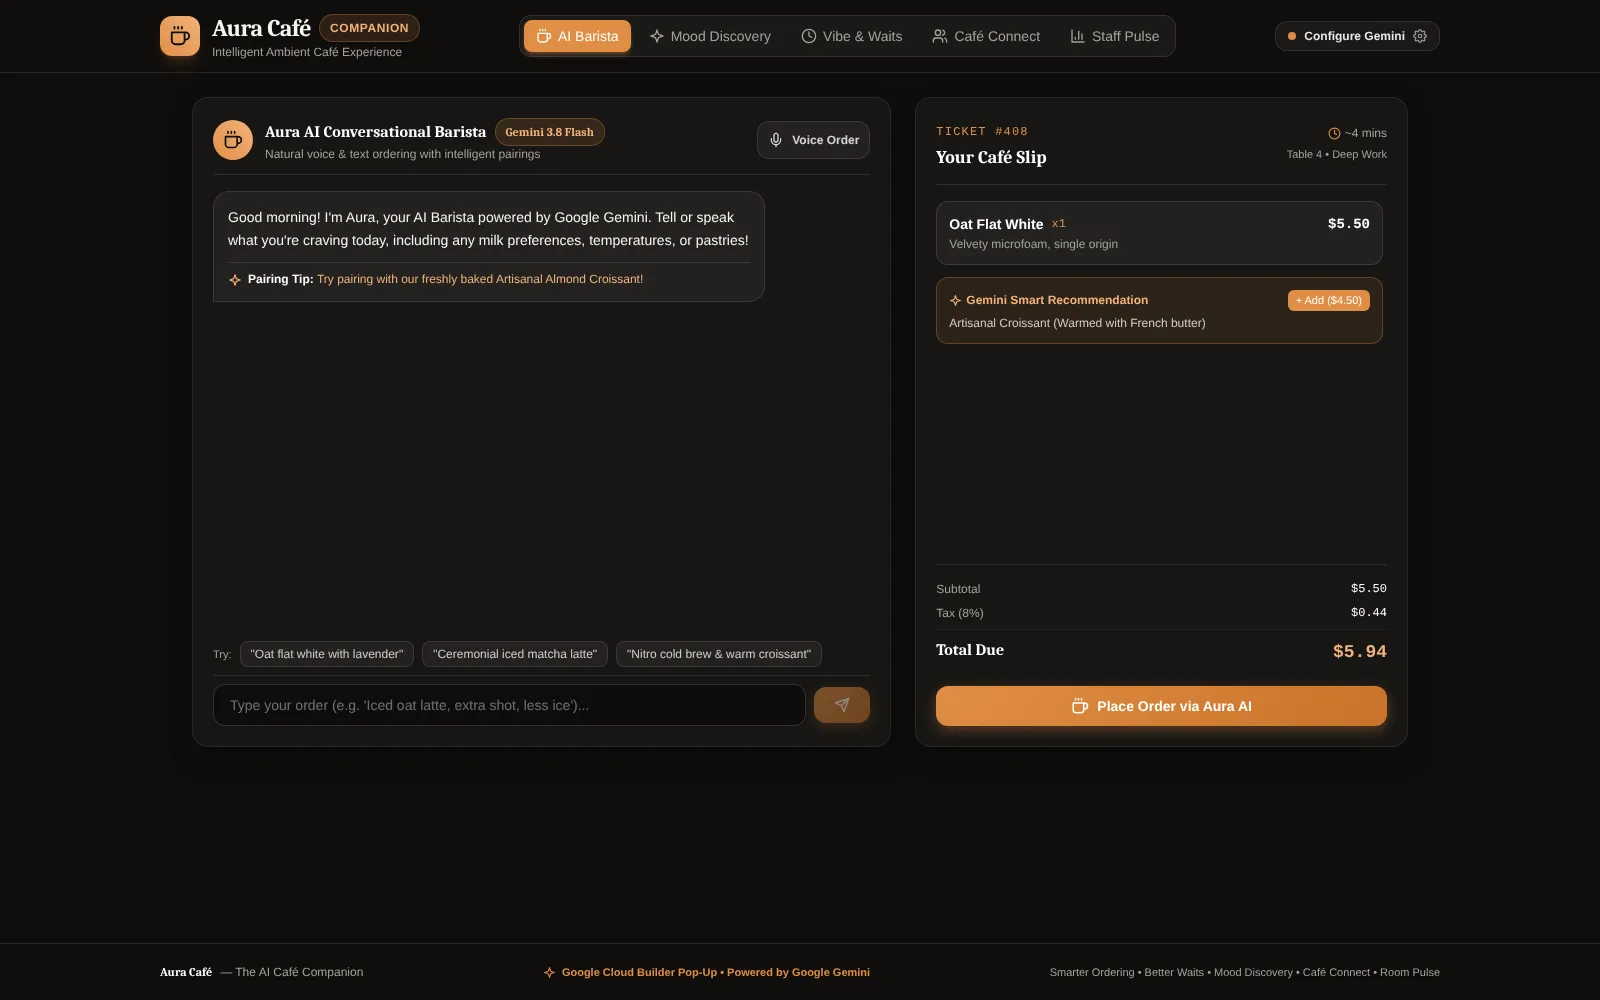 Aura Café COMPANION
Intelligent Ambient Café Experience
AI Barista
Mood Discovery
Vibe & Waits
Café Connect
Staff Pulse
Configure Gemini
Aura AI Conversational Barista Gemini 3.8 Flash
Natural voice & text ordering with intelligent pairings
Voice Order
Good morning! I'm Aura, your AI Barista powered by Google Gemini. Tell or speak
what you're craving today, including any milk preferences, temperatures, or pastries!
Pairing Tip: Try pairing with our freshly baked Artisanal Almond Croissant!
Try: "Oat flat white with lavender" "Ceremonial iced matcha latte" "Nitro cold brew & warm croissant"
Type your order (e.g. 'Iced oat latte, extra shot, less ice')...
TICKET #408
~4 mins
Your Café Slip
Table 4 • Deep Work
Oat Flat White x1 $5.50
Velvety microfoam, single origin
Gemini Smart Recommendation + Add ($4.50)
Artisanal Croissant (Warmed with French butter)
Subtotal $5.50
Tax (8%) $0.44
Total Due $5.94
Place Order via Aura AI
Aura Café — The AI Café Companion
Google Cloud Builder Pop-Up • Powered by Google Gemini
Smarter Ordering • Better Waits • Mood Discovery • Café Connect • Room Pulse